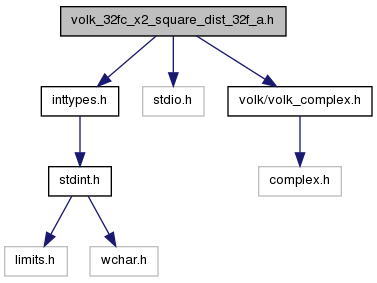 volk_32fc_x2_square_dist_32f_a.h
inttypes.h
stdio.h
volk/volk_complex.h
stdint.h
complex.h
limits.h
wchar.h